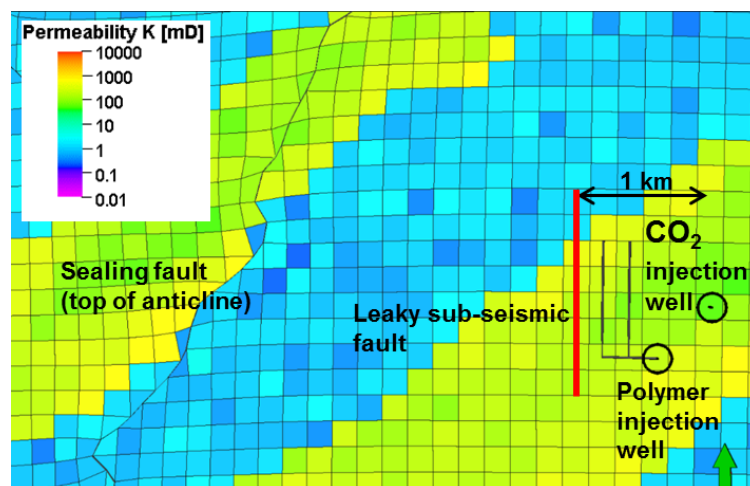 Permeability K [mD]
10000
1000
100
10
1
0.1
0.01
1 km
CO2
injection
well
Sealing fault
(top of anticline)
Leaky sub-seismic
fault
Polymer
injection
well